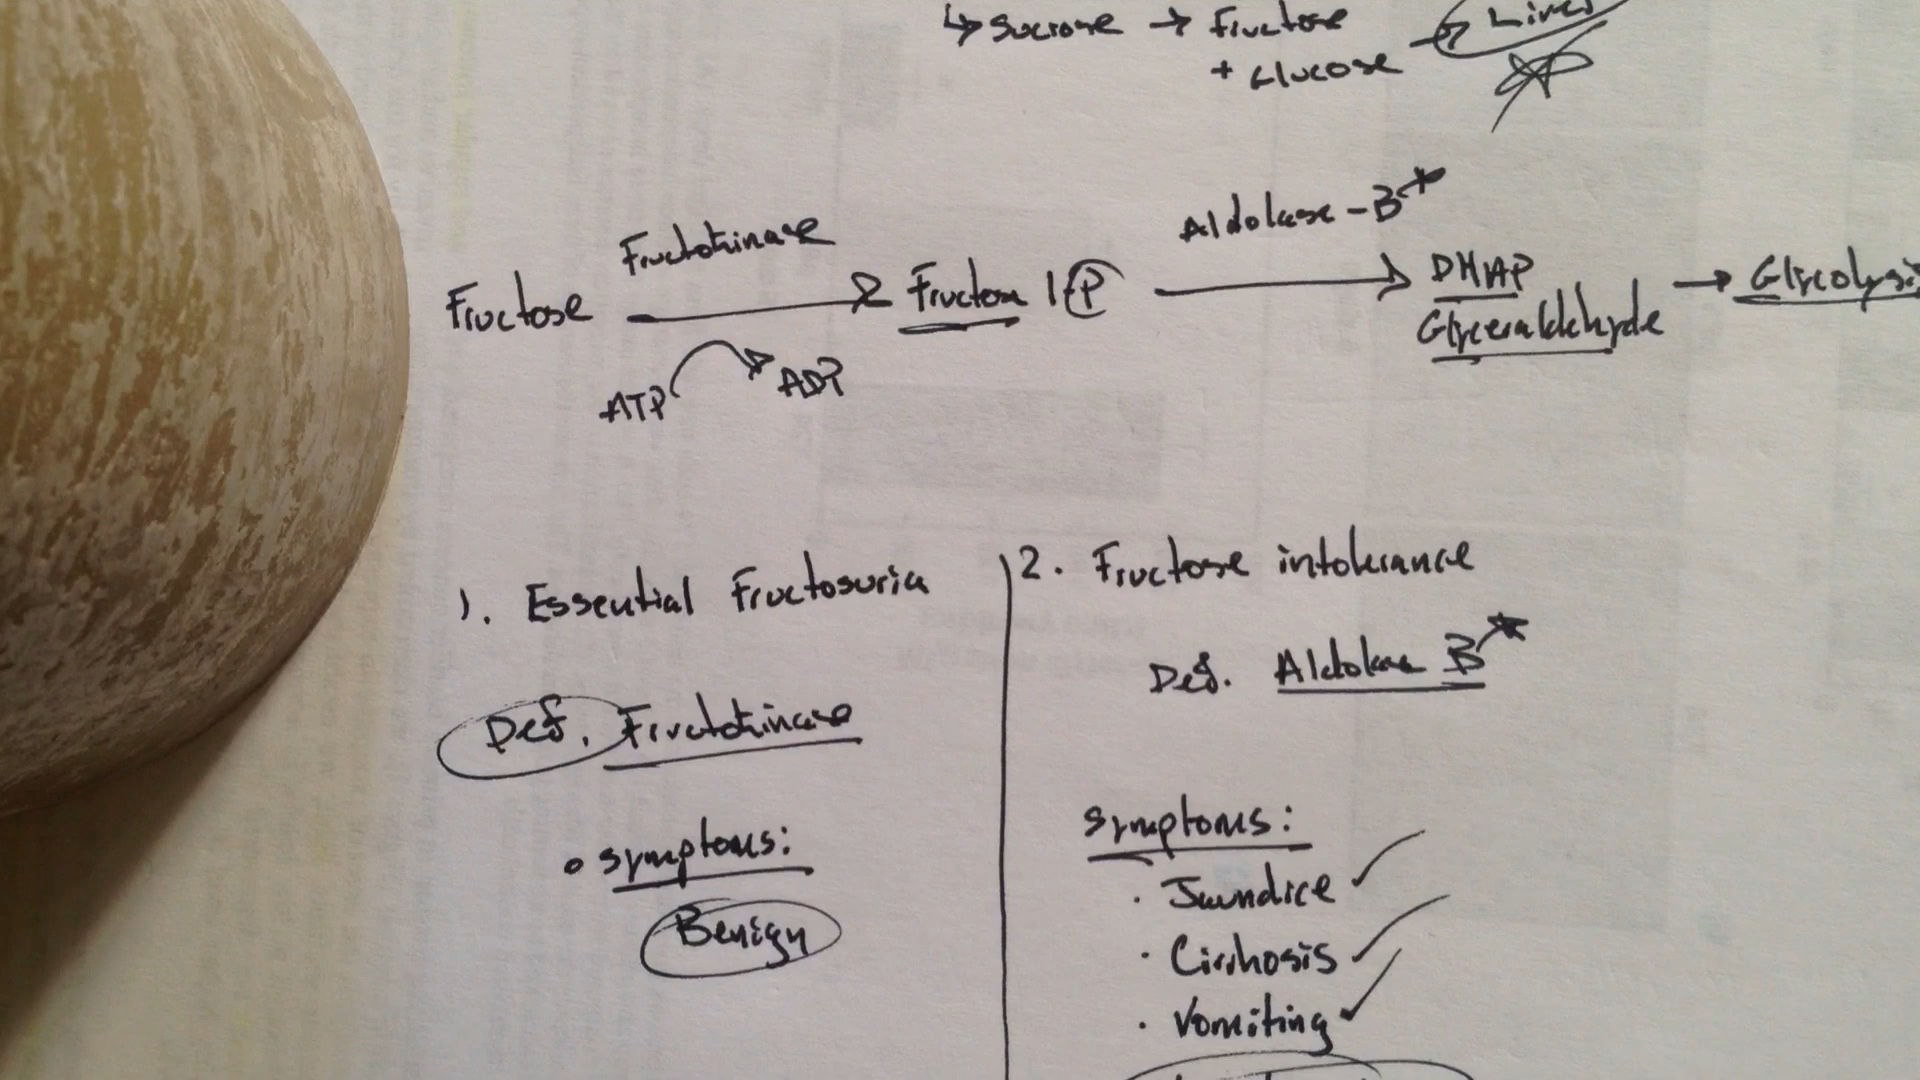 ↳ Sucrose → Fructose → Liver
+ Glucose
Fructokinase
Aldolase-B
Fructose → Fructose 1-P → DHAP → Glycolysis
Glyceraldehyde
ATP → ADP
1. Essential Fructosuria
Def. Fructokinase
• Symptoms:
Benign
2. Fructose intolerance
Def. Aldolase B
Symptoms:
· Jaundice ✓
· Cirrhosis ✓
· Vomiting ✓